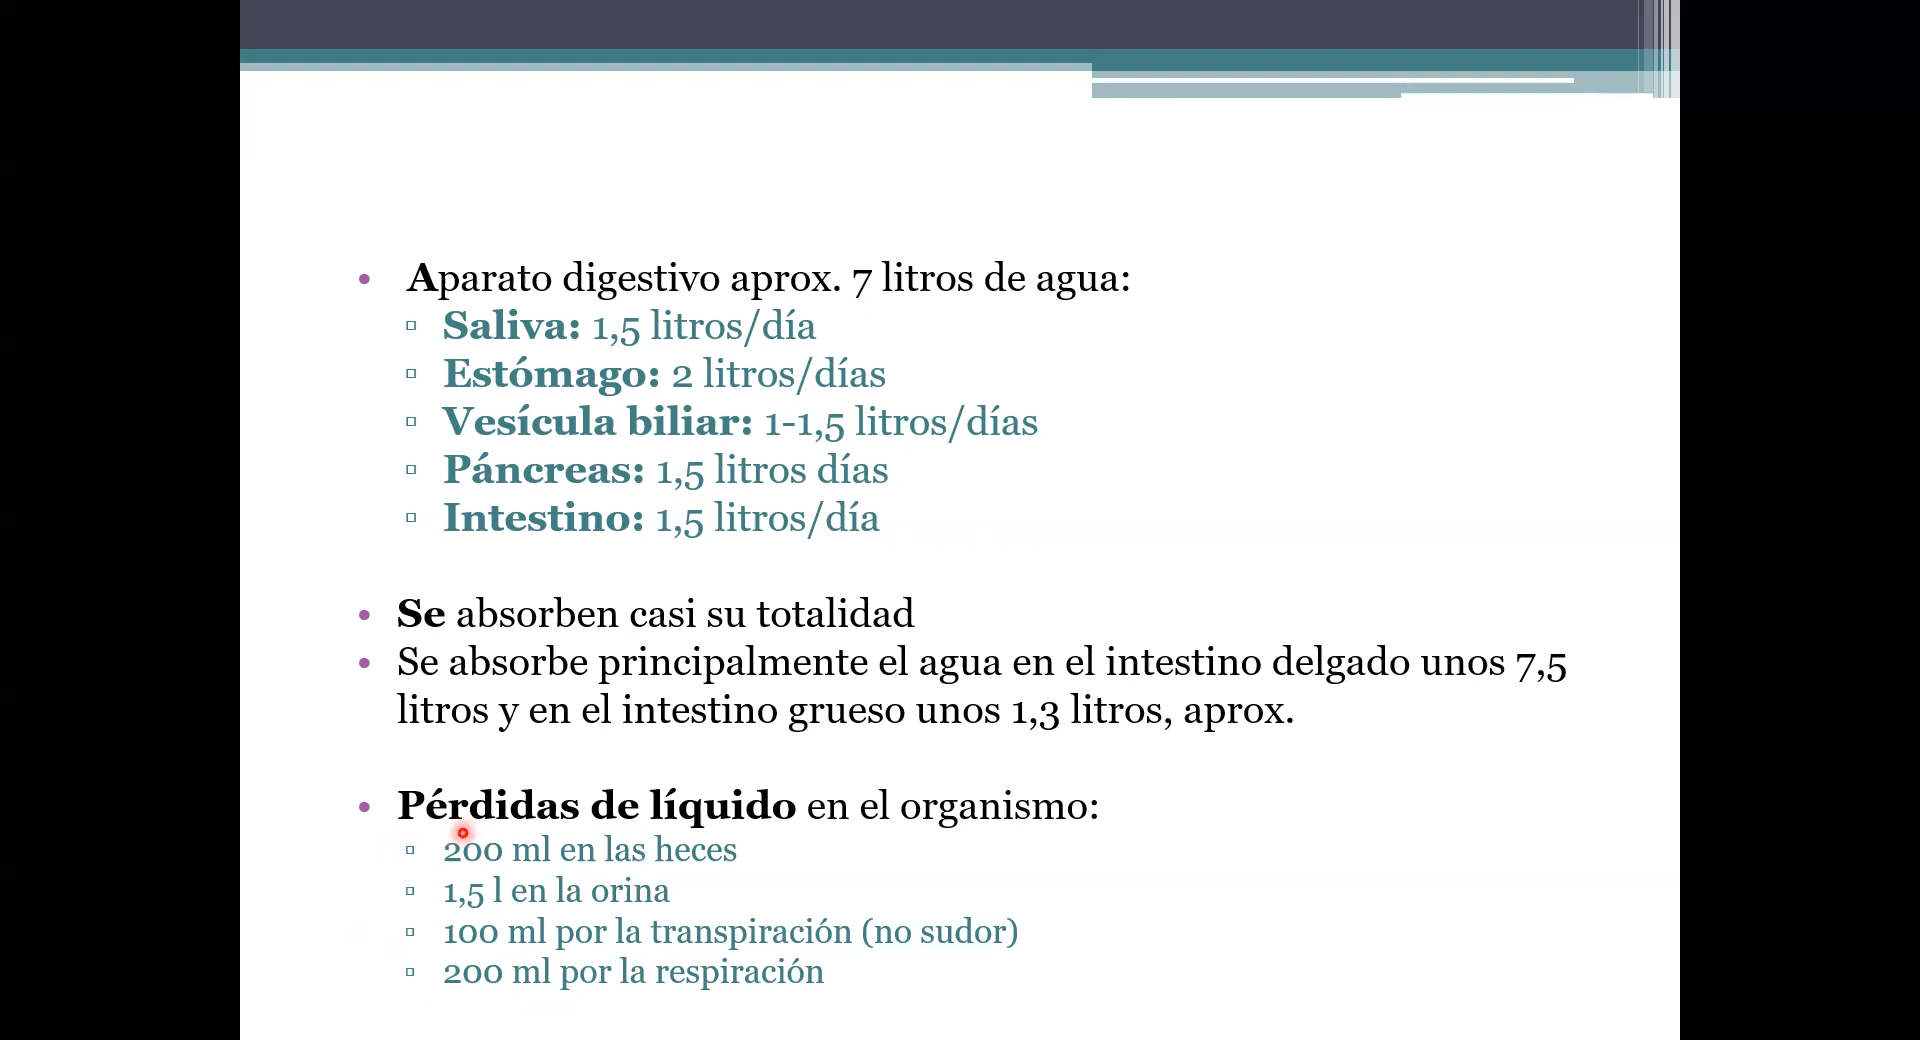 Aparato digestivo aprox. 7 litros de agua:
Saliva: 1,5 litros/día
Estómago: 2 litros/días
Vesícula biliar: 1-1,5 litros/días
Páncreas: 1,5 litros días
Intestino: 1,5 litros/día
Se absorben casi su totalidad
Se absorbe principalmente el agua en el intestino delgado unos 7,5
litros y en el intestino grueso unos 1,3 litros, aprox.
Pérdidas de líquido en el organismo:
200 ml en las heces
1,5 l en la orina
100 ml por la transpiración (no sudor)
200 ml por la respiración